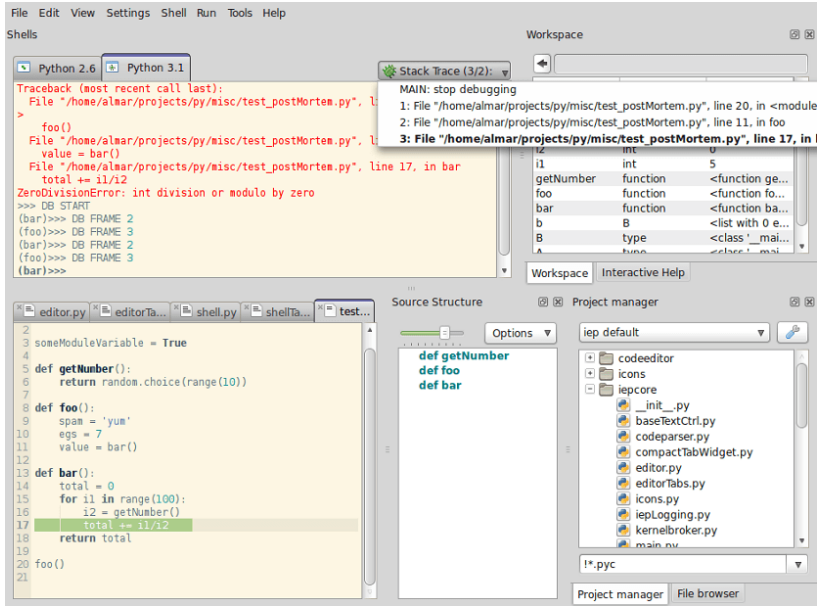 File Edit View Settings Shell Run Tools Help
Shells
Workspace
Python 2.6
Python 3.1
Stack Trace (3/2):
MAIN: stop debugging
1: File "/home/almar/projects/py/misc/test_postMortem.py", line 20, in <module
2: File "/home/almar/projects/py/misc/test_postMortem.py", line 11, in foo
3: File "/home/almar/projects/py/misc/test_postMortem.py", line 17, in
Traceback (most recent call last):
File "/home/almar/projects/py/misc/test_postMortem.py", li
>
foo()
File "/home/almar/projects/py/misc/test_postMortem.py", li
value = bar()
File "/home/almar/projects/py/misc/test_postMortem.py", line 17, in bar
total += i1/i2
ZeroDivisionError: int division or modulo by zero
>>> DB START
(bar)>>> DB FRAME 2
(foo)>>> DB FRAME 3
(bar)>>> DB FRAME 2
(foo)>>> DB FRAME 3
(bar)>>>
i2 int 0
i1 int 5
getNumber function <function ge...
foo function <function fo...
bar function <function ba...
b B <list with 0 e...
B type <class '__mai...
A type <class '__mai...
Workspace Interactive Help
editor.py editorTa... shell.py shellTa... test...
2
3 someModuleVariable = True
4
5 def getNumber():
6 return random.choice(range(10))
7
8 def foo():
9 spam = 'yum'
10 egs = 7
11 value = bar()
12
13 def bar():
14 total = 0
15 for i1 in range(100):
16 i2 = getNumber()
17 total += i1/i2
18 return total
19
20 foo()
21
Source Structure
Options
def getNumber
def foo
def bar
Project manager
iep default
codeeditor
icons
iepcore
__init__.py
baseTextCtrl.py
codeparser.py
compactTabWidget.py
editor.py
editorTabs.py
icons.py
iepLogging.py
kernelbroker.py
main.py
!*.pyc
Project manager File browser